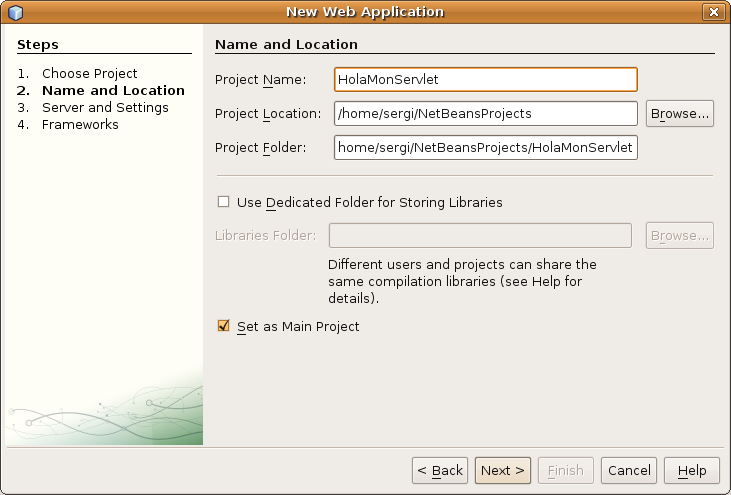 New Web Application
Steps
1. Choose Project
2. Name and Location
3. Server and Settings
4. Frameworks
Name and Location
Project Name: HolaMonServlet
Project Location: /home/sergi/NetBeansProjects Browse...
Project Folder: home/sergi/NetBeansProjects/HolaMonServlet
Use Dedicated Folder for Storing Libraries
Libraries Folder: Browse...
Different users and projects can share the
same compilation libraries (see Help for
details).
Set as Main Project
< Back Next > Finish Cancel Help